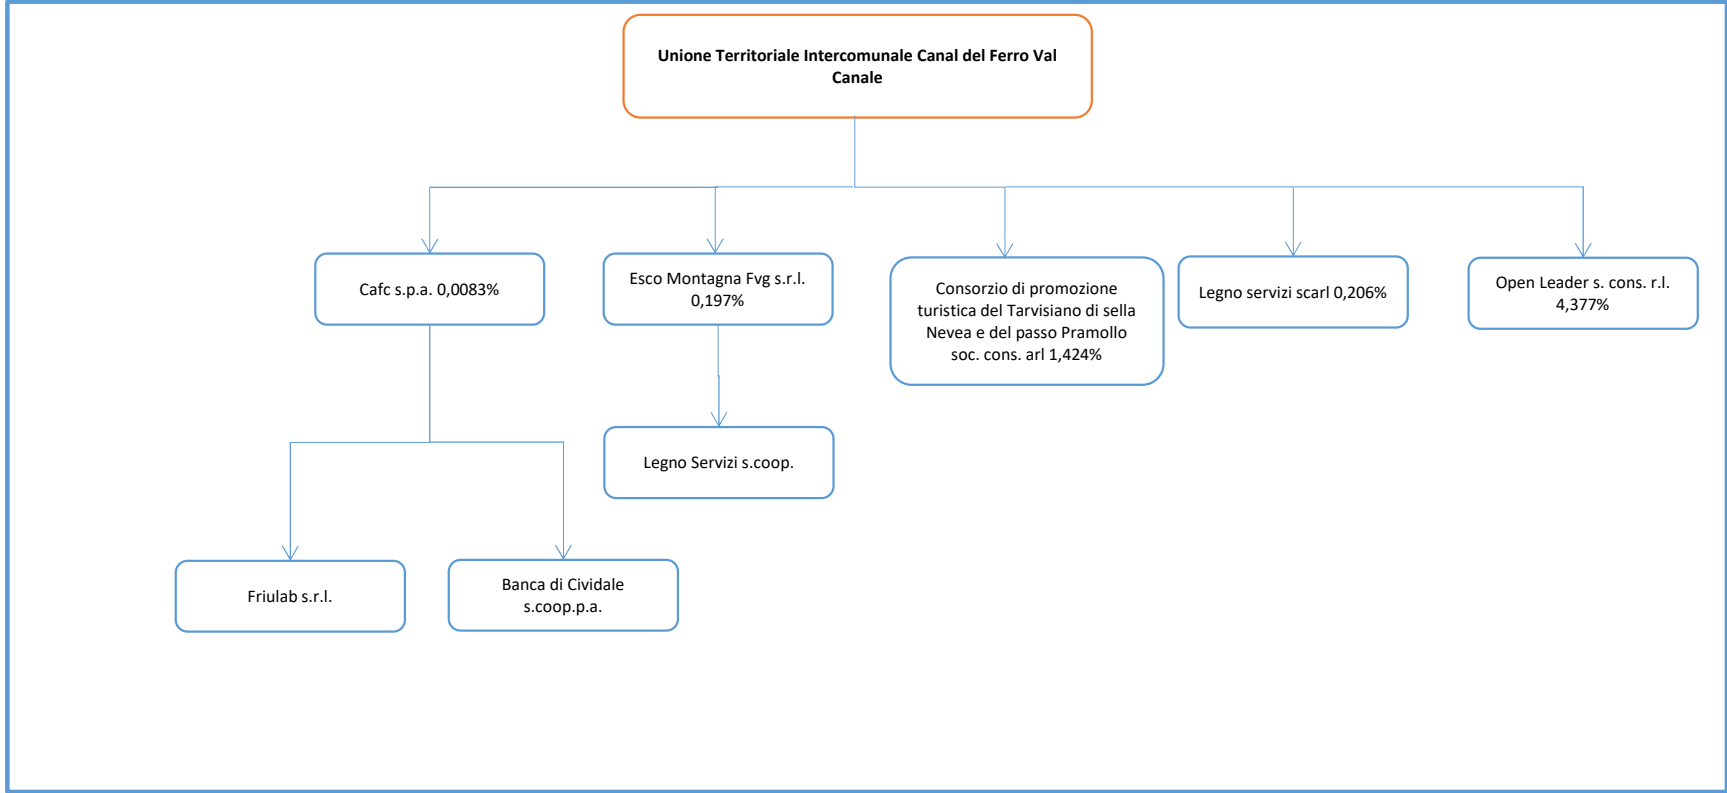 Unione Territoriale Intercomunale Canal del Ferro Val
Canale
Cafc s.p.a. 0,0083%
Esco Montagna Fvg s.r.l.
0,197%
Consorzio di promozione
turistica del Tarvisiano di sella
Nevea e del passo Pramollo
soc. cons. arl 1,424%
Legno servizi scarl 0,206%
Open Leader s. cons. r.l.
4,377%
Legno Servizi s.coop.
Friulab s.r.l.
Banca di Cividale
s.coop.p.a.